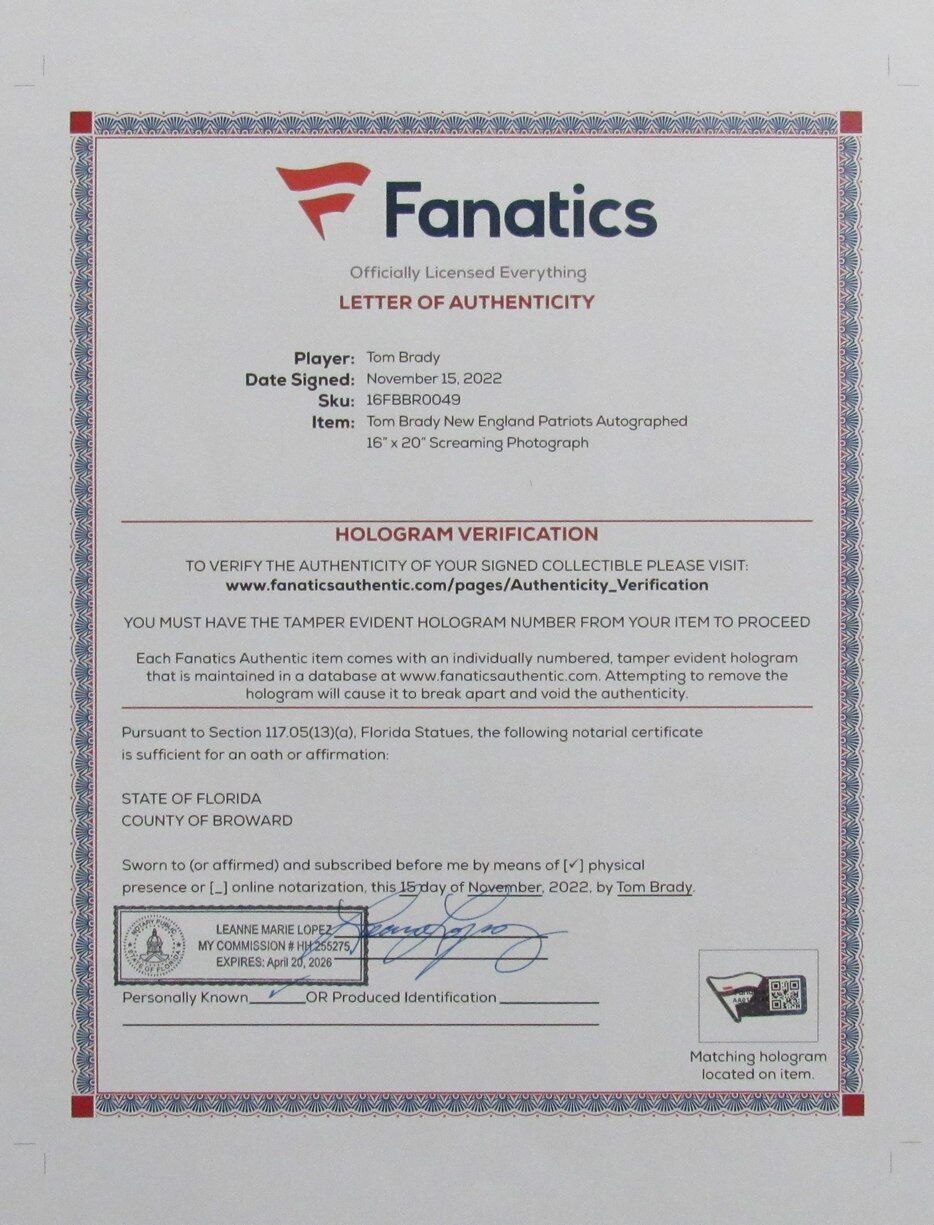 Fanatics
Officially Licensed Everything
LETTER OF AUTHENTICITY
Player: Tom Brady
Date Signed: November 15, 2022
Sku: 16FBBR0049
Item: Tom Brady New England Patriots Autographed
16" x 20" Screaming Photograph
HOLOGRAM VERIFICATION
TO VERIFY THE AUTHENTICITY OF YOUR SIGNED COLLECTIBLE PLEASE VISIT:
www.fanaticsauthentic.com/pages/Authenticity_Verification
YOU MUST HAVE THE TAMPER EVIDENT HOLOGRAM NUMBER FROM YOUR ITEM TO PROCEED
Each Fanatics Authentic item comes with an individually numbered, tamper evident hologram
that is maintained in a database at www.fanaticsauthentic.com. Attempting to remove the
hologram will cause it to break apart and void the authenticity.
Pursuant to Section 117.05(13)(a), Florida Statues, the following notarial certificate
is sufficient for an oath or affirmation:
STATE OF FLORIDA
COUNTY OF BROWARD
Sworn to (or affirmed) and subscribed before me by means of [✓] physical
presence or [_] online notarization, this 15 day of November, 2022, by Tom Brady.
NOTARY PUBLIC
STATE OF FLORIDA
LEANNE MARIE LOPEZ
MY COMMISSION # HH 255275
EXPIRES: April 20, 2026
Personally Known ✓ OR Produced Identification
Matching hologram
located on item.